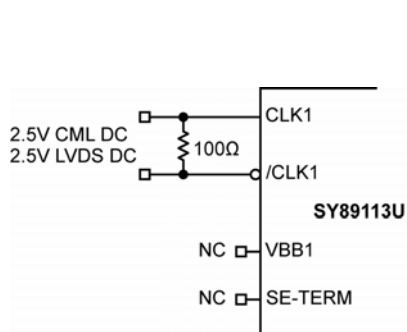 CLK1
2.5V CML DC
2.5V LVDS DC
100Ω
/CLK1
SY89113U
NC VBB1
NC SE-TERM